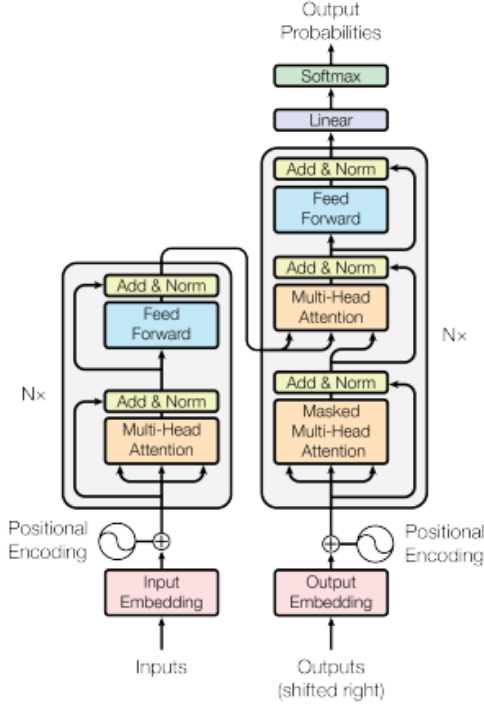 Output
Probabilities
Softmax
Linear
Add & Norm
Feed
Forward
Add & Norm
Multi-Head
Attention
Add & Norm
Masked
Multi-Head
Attention
N×
Add & Norm
Feed
Forward
Add & Norm
Multi-Head
Attention
N×
Positional
Encoding
Positional
Encoding
Input
Embedding
Output
Embedding
Inputs
Outputs
(shifted right)